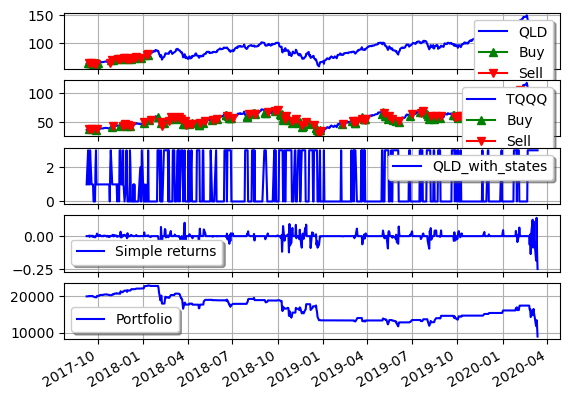 150
100
QLD
Buy
Sell
100
50
TQQQ
Buy
Sell
2
0
QLD_with_states
0.00
−0.25
Simple returns
20000
10000
Portfolio
2017-10
2018-01
2018-04
2018-07
2018-10
2019-01
2019-04
2019-07
2019-10
2020-01
2020-04